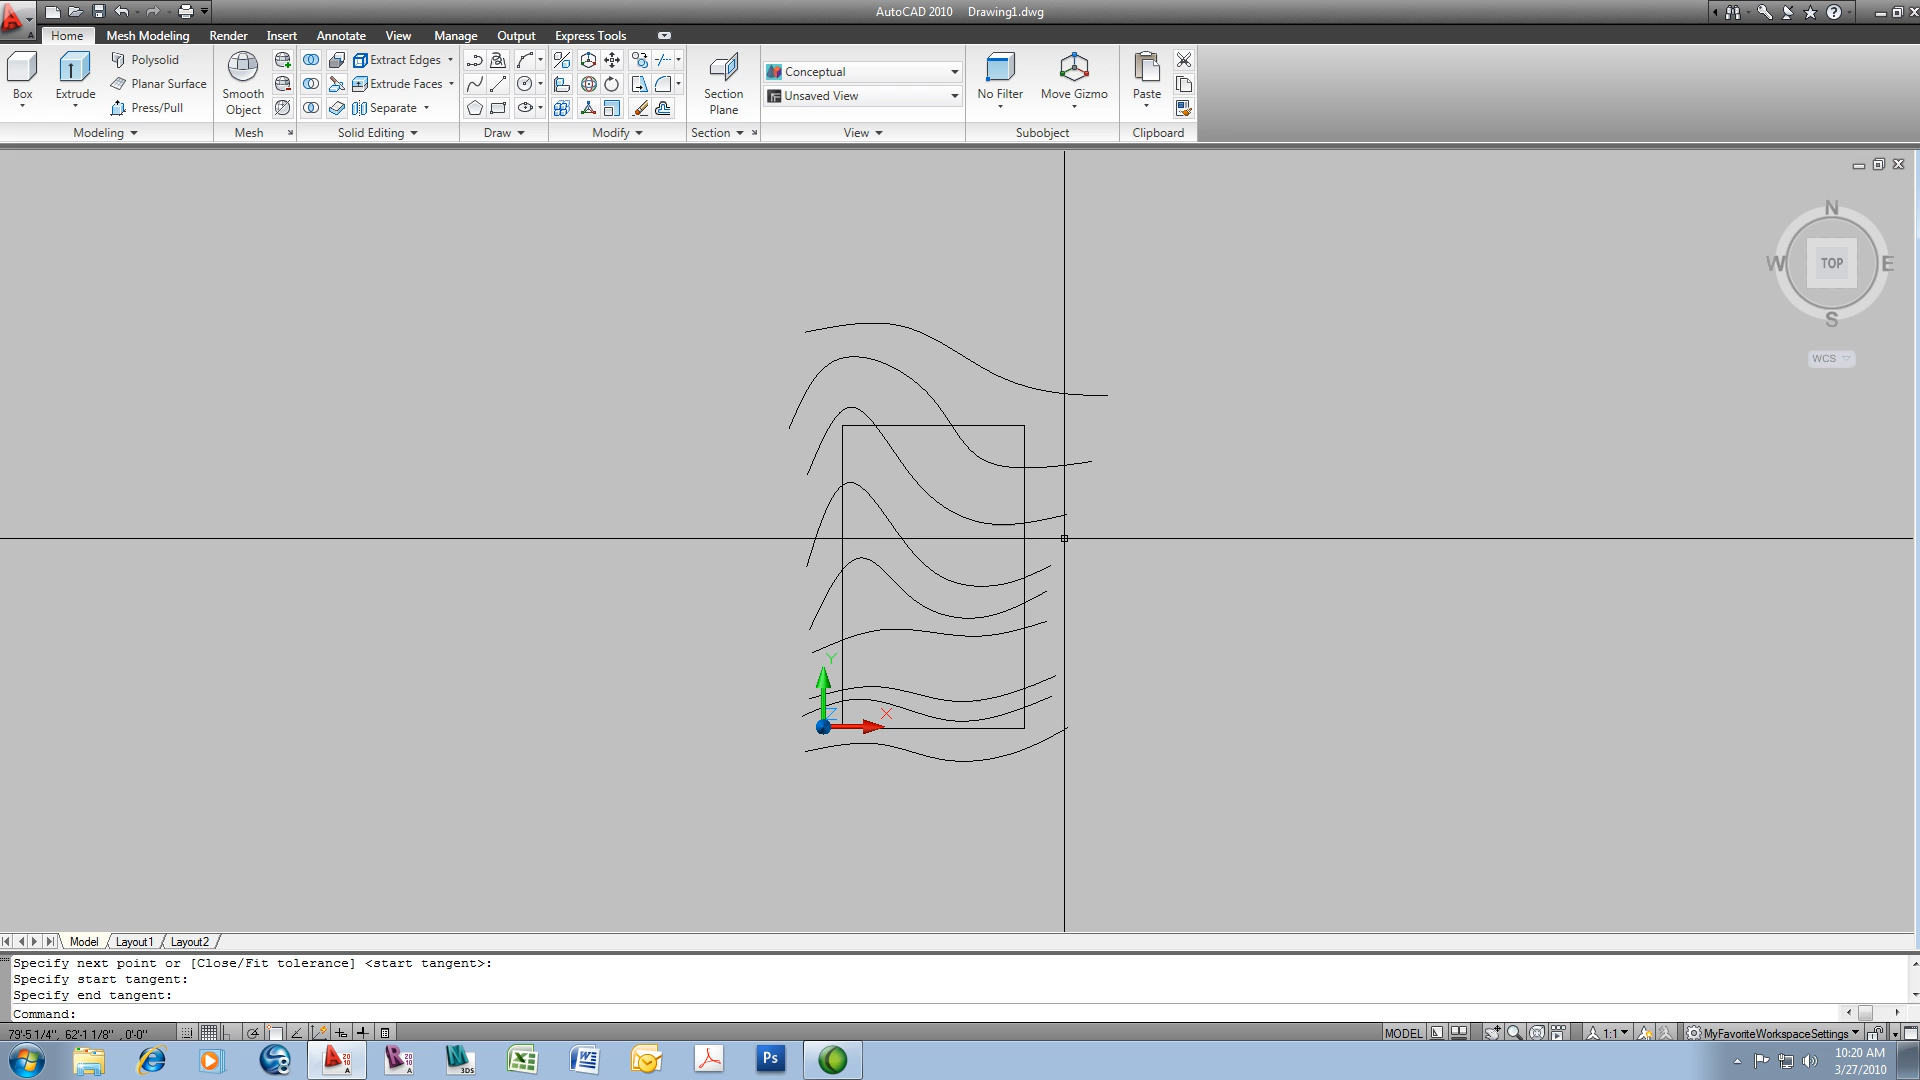 AutoCAD 2010 Drawing1.dwg
Home Mesh Modeling Render Insert Annotate View Manage Output Express Tools
Box
Extrude
Polysolid
Planar Surface
Press/Pull
Modeling
Smooth
Object
Mesh
Extract Edges
Extrude Faces
Separate
Solid Editing
Draw
Modify
Section
Plane
Section
Conceptual
Unsaved View
View
No Filter
Move Gizmo
Subobject
Paste
Clipboard
N
W TOP E
S
WCS
Y
Z X
Model Layout1 Layout2
Specify next point or [Close/Fit tolerance] <start tangent>:
Specify start tangent:
Specify end tangent:
Command:
79'-5 1/4", 62'-1 1/8" , 0'-0"
MODEL 1:1 MyFavoriteWorkspaceSettings
Ps
10:20 AM
3/27/2010